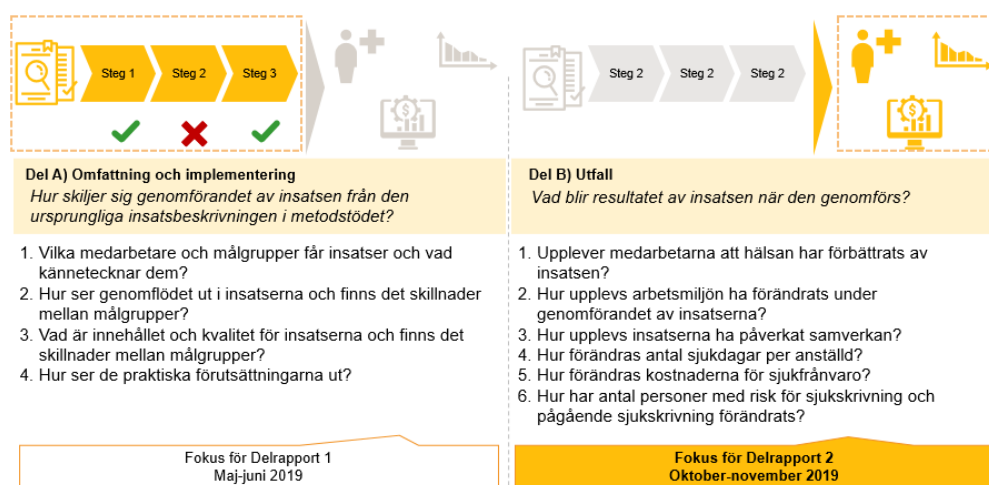 Steg 1
Steg 2
Steg 3
Del A) Omfattning och implementering
Hur skiljer sig genomförandet av insatsen från den
ursprungliga insatsbeskrivningen i metodstödet?
1. Vilka medarbetare och målgrupper får insatser och vad
kännetecknar dem?
2. Hur ser genomflödet ut i insatserna och finns det skillnader
mellan målgrupper?
3. Vad är innehållet och kvalitet för insatserna och finns det
skillnader mellan målgrupper?
4. Hur ser de praktiska förutsättningarna ut?
Fokus för Delrapport 1
Maj-juni 2019
Steg 2
Steg 2
Steg 2
Del B) Utfall
Vad blir resultatet av insatsen när den genomförs?
1. Upplever medarbetarna att hälsan har förbättrats av
insatsen?
2. Hur upplevs arbetsmiljön ha förändrats under
genomförandet av insatserna?
3. Hur upplevs insatserna ha påverkat samverkan?
4. Hur förändras antal sjukdagar per anställd?
5. Hur förändras kostnaderna för sjukfrånvaro?
6. Hur har antal personer med risk för sjukskrivning och
pågående sjukskrivning förändrats?
Fokus för Delrapport 2
Oktober-november 2019